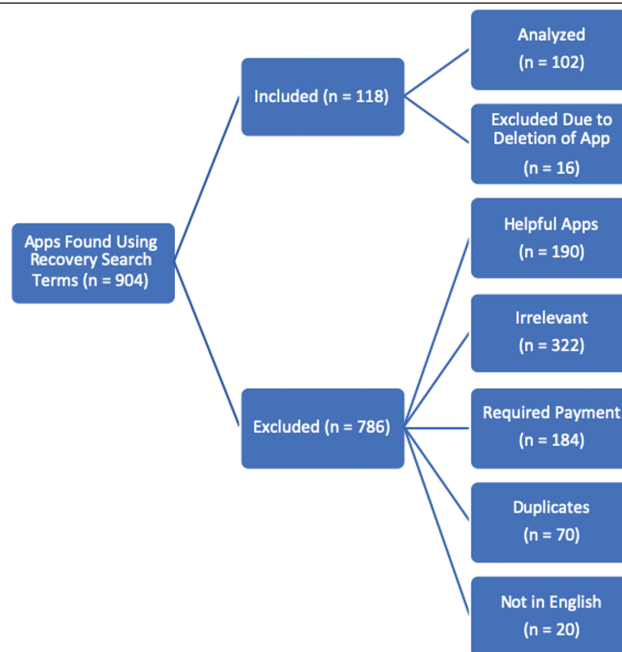 Apps Found Using
Recovery Search
Terms (n = 904)
Included (n = 118)
Analyzed
(n = 102)
Excluded Due to
Deletion of App
(n = 16)
Excluded (n = 786)
Helpful Apps
(n = 190)
Irrelevant
(n = 322)
Required Payment
(n = 184)
Duplicates
(n = 70)
Not in English
(n = 20)